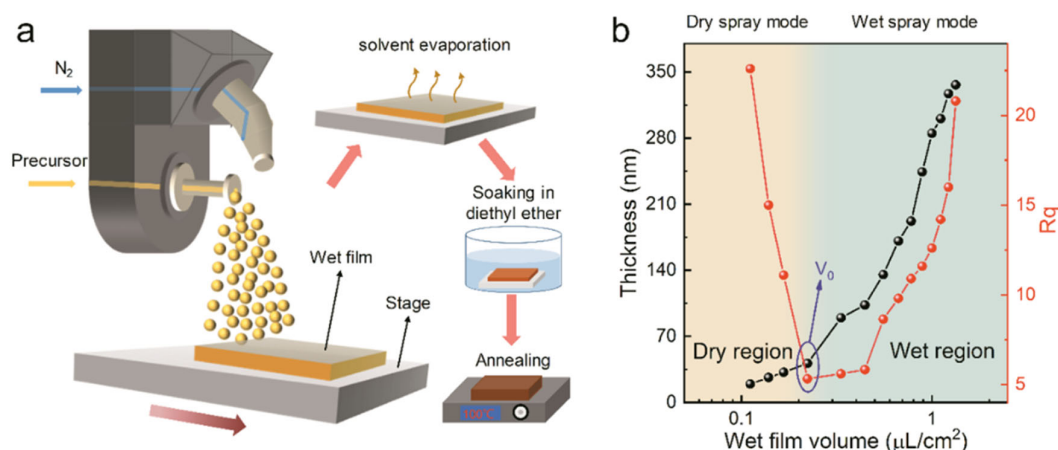 a
N₂
Precursor
solvent evaporation
Soaking in
diethyl ether
Wet film
Stage
Annealing
100℃
b
Dry spray mode
Wet spray mode
Thickness (nm)
350
280
210
140
70
0
V₀
Dry region
Wet region
20
15
10
5
Rq
0.1
1
Wet film volume (μL/cm²)